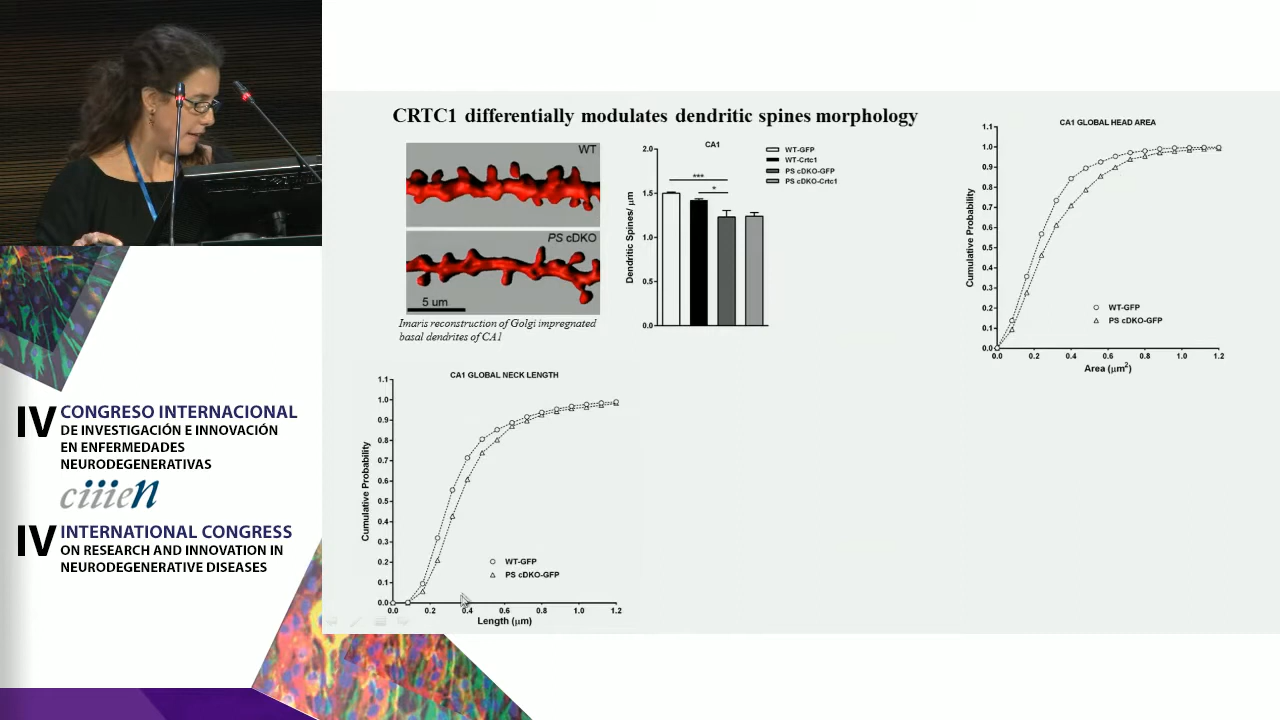 CRTC1 differentially modulates dendritic spines morphology
WT
PS cDKO
5 um
Imaris reconstruction of Golgi impregnated
basal dendrites of CA1
CA1
2.0
1.5
1.0
0.5
0.0
Dendritic Spines/ μm
***
*
WT-GFP
WT-Crtc1
PS cDKO-GFP
PS cDKO-Crtc1
CA1 GLOBAL HEAD AREA
1.1
1.0
0.9
0.8
0.7
0.6
0.5
0.4
0.3
0.2
0.1
0.0
Cumulative Probability
WT-GFP
PS cDKO-GFP
0.0 0.2 0.4 0.6 0.8 1.0 1.2
Area (μm²)
CA1 GLOBAL NECK LENGTH
1.1
1.0
0.9
0.8
0.7
0.6
0.5
0.4
0.3
0.2
0.1
0.0
Cumulative Probability
WT-GFP
PS cDKO-GFP
0.0 0.2 0.4 0.6 0.8 1.0 1.2
Length (μm)
IV CONGRESO INTERNACIONAL
DE INVESTIGACIÓN E INNOVACIÓN
EN ENFERMEDADES
NEURODEGENERATIVAS
ciiien
IV INTERNATIONAL CONGRESS
ON RESEARCH AND INNOVATION IN
NEURODEGENERATIVE DISEASES